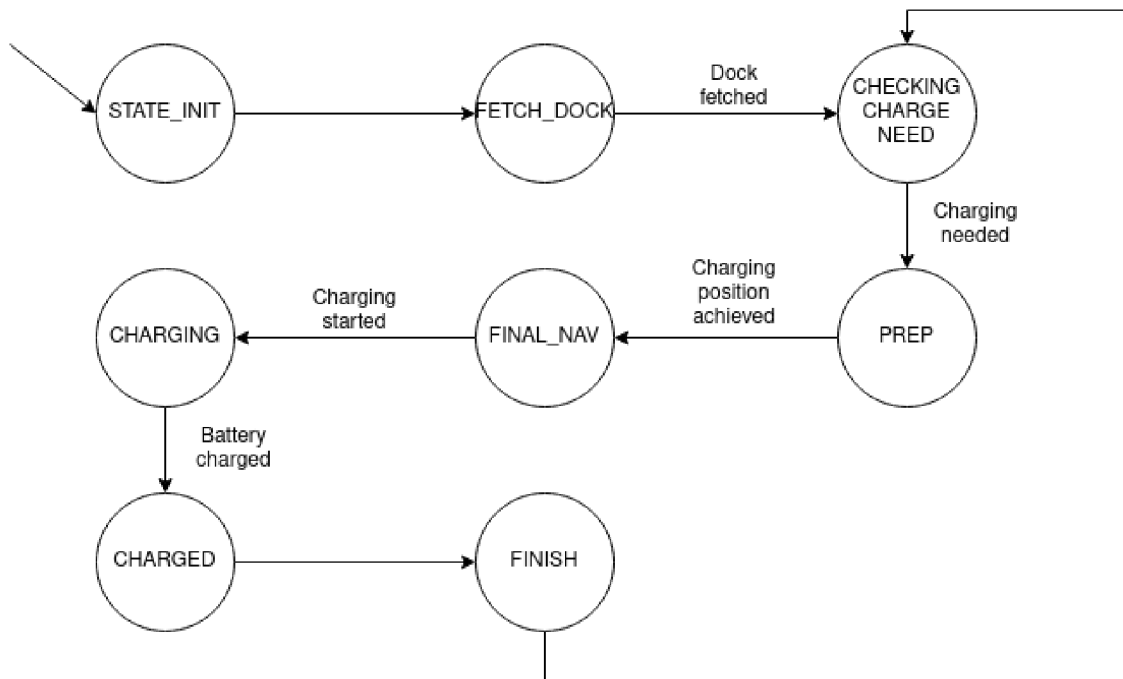 STATE_INIT
FETCH_DOCK
Dock
fetched
CHECKING
CHARGE
NEED
Charging
needed
CHARGING
Charging
started
FINAL_NAV
Charging
position
achieved
PREP
Battery
charged
CHARGED
FINISH